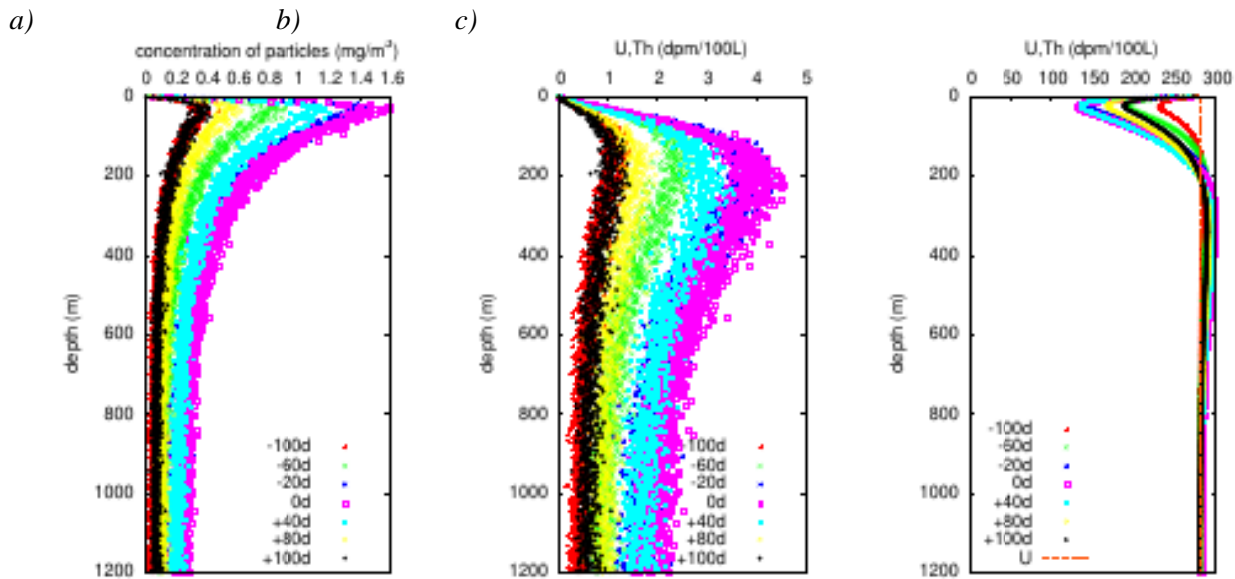 a)
b)
c)
concentration of particles (mg/m³)
0 0.2 0.4 0.6 0.8 1 1.2 1.4 1.6
0
200
400
600
800
1000
1200
depth (m)
-100d
-60d
-20d
0d
+40d
+80d
+100d
U,Th (dpm/100L)
0 1 2 3 4 5
0
200
400
600
800
1000
1200
depth (m)
-100d
-60d
-20d
0d
+40d
+80d
+100d
U,Th (dpm/100L)
0 50 100 150 200 250 300
0
200
400
600
800
1000
1200
depth (m)
-100d
-60d
-20d
0d
+40d
+80d
+100d
U